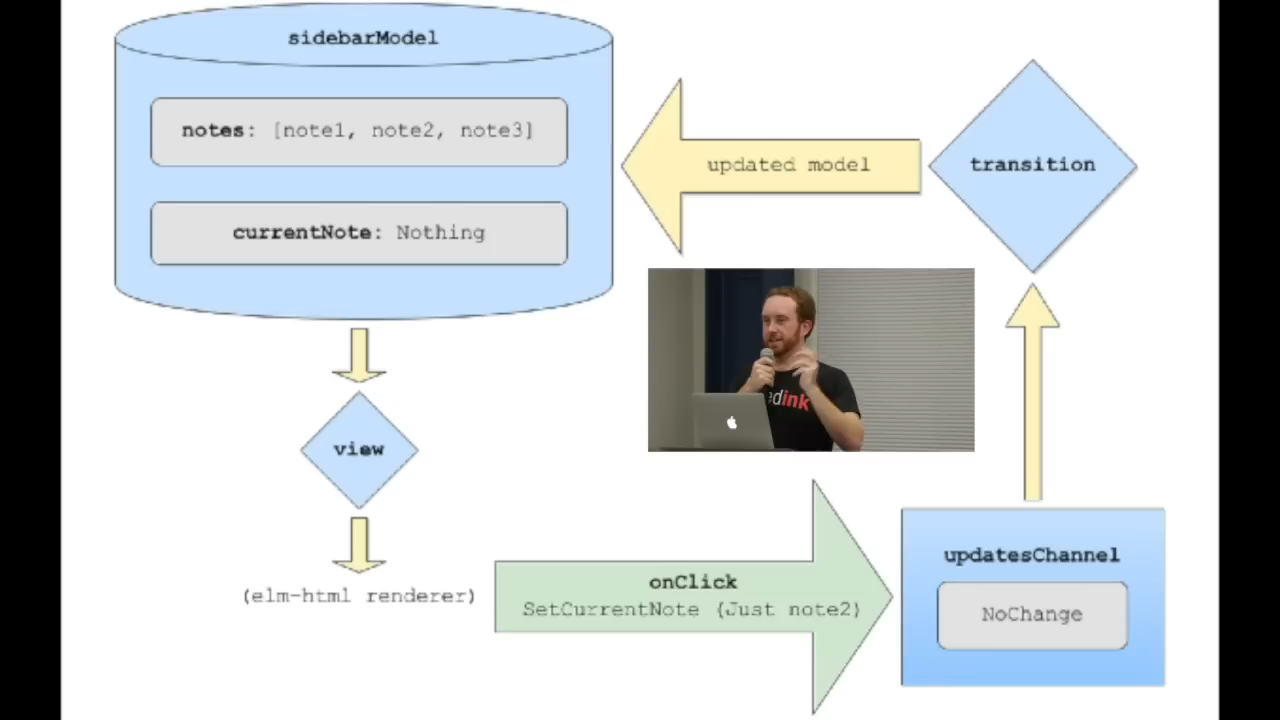 sidebarModel
notes: [note1, note2, note3]
currentNote: Nothing
updated model
transition
view
(elm-html renderer)
edink
onClick
SetCurrentNote (Just note2)
updatesChannel
NoChange